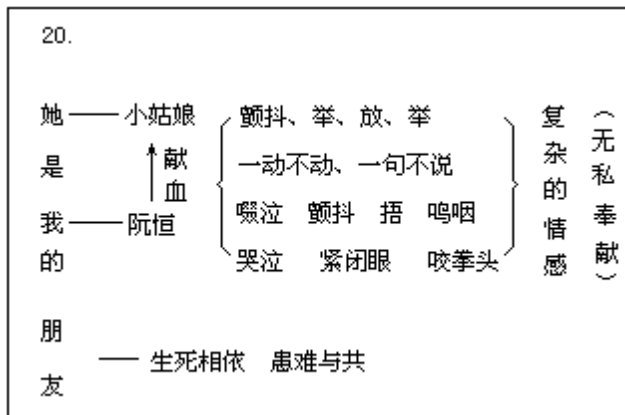 20.
她是我的朋友
小姑娘
献血
阮恒
颤抖、举、放、举
一动不动、一句不说
啜泣 颤抖 捂 呜咽
哭泣 紧闭眼 咬拳头
复杂的情感
（无私奉献）
生死相依 患难与共